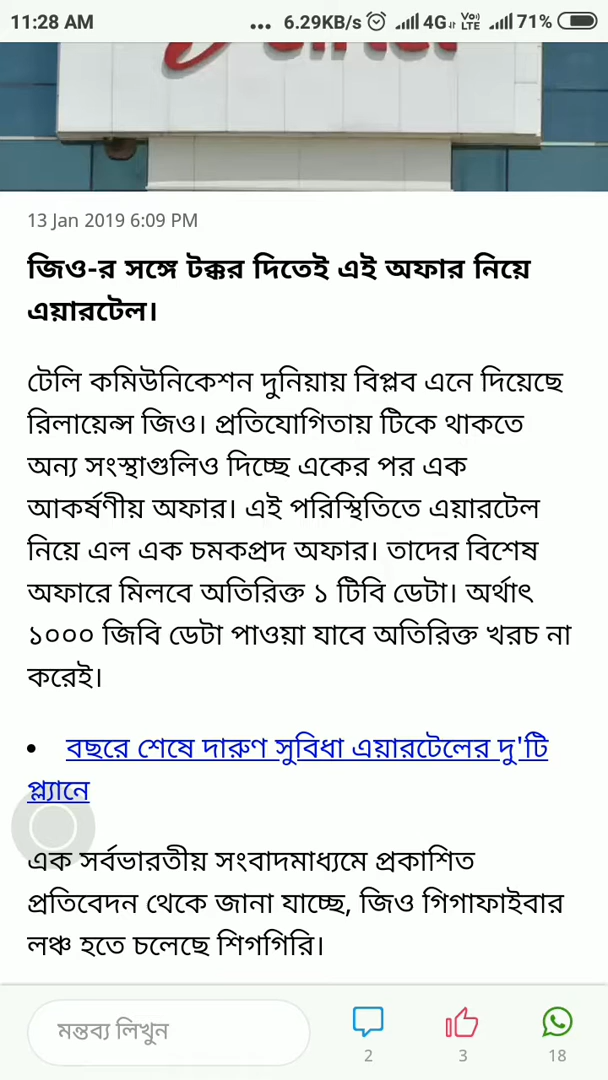 11:28 AM
... 6.29KB/s 4G VoI) LTE 71%
13 Jan 2019 6:09 PM
জিও-র সঙ্গে টক্কর দিতেই এই অফার নিয়ে
এয়ারটেল।
টেলি কমিউনিকেশন দুনিয়ায় বিপ্লব এনে দিয়েছে
রিলায়েন্স জিও। প্রতিযোগিতায় টিকে থাকতে
অন্য সংস্থাগুলিও দিচ্ছে একের পর এক
আকর্ষণীয় অফার। এই পরিস্থিতিতে এয়ারটেল
নিয়ে এল এক চমকপ্রদ অফার। তাদের বিশেষ
অফারে মিলবে অতিরিক্ত ১ টিবি ডেটা। অর্থাৎ
১০০০ জিবি ডেটা পাওয়া যাবে অতিরিক্ত খরচ না
করেই।
• বছরে শেষে দারুণ সুবিধা এয়ারটেলের দু'টি
প্ল্যানে
এক সর্বভারতীয় সংবাদমাধ্যমে প্রকাশিত
প্রতিবেদন থেকে জানা যাচ্ছে, জিও গিগাফাইবার
লঞ্চ হতে চলেছে শিগগিরি।
মন্তব্য লিখুন
2 3 18